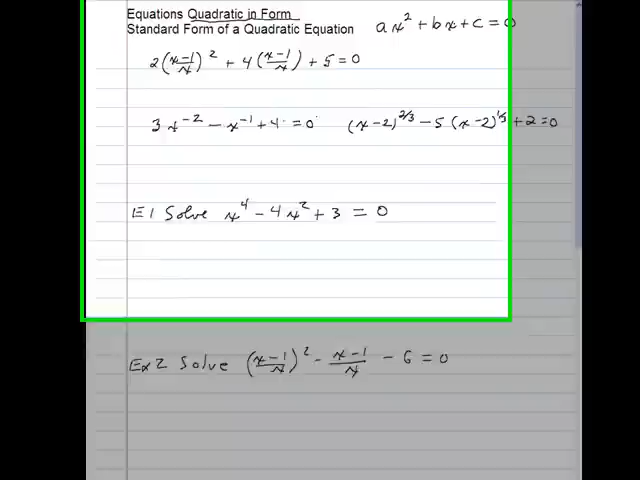 Equations Quadratic in Form
Standard Form of a Quadratic Equation ax² + bx + c = 0
2((x-1)/x)² + 4((x-1)/x) + 5 = 0
3x⁻² - x⁻¹ + 4 = 0 (x-2)^(2/3) - 5(x-2)^(1/3) + 2 = 0
E1 Solve x⁴ - 4x² + 3 = 0
Ex2 Solve ((x-1)/x)² - (x-1)/x - 6 = 0